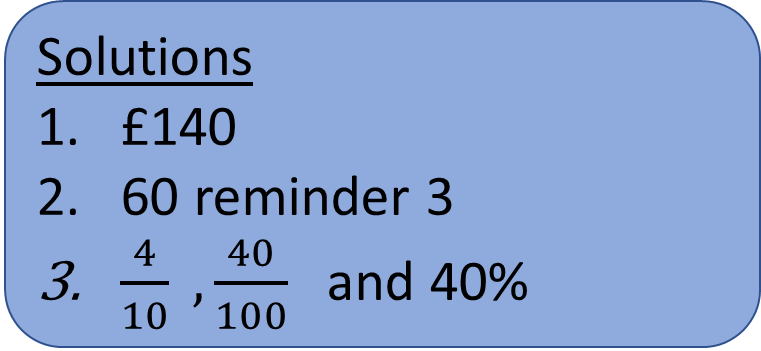 Solutions
1. £140
2. 60 reminder 3
3. 4/10 , 40/100 and 40%